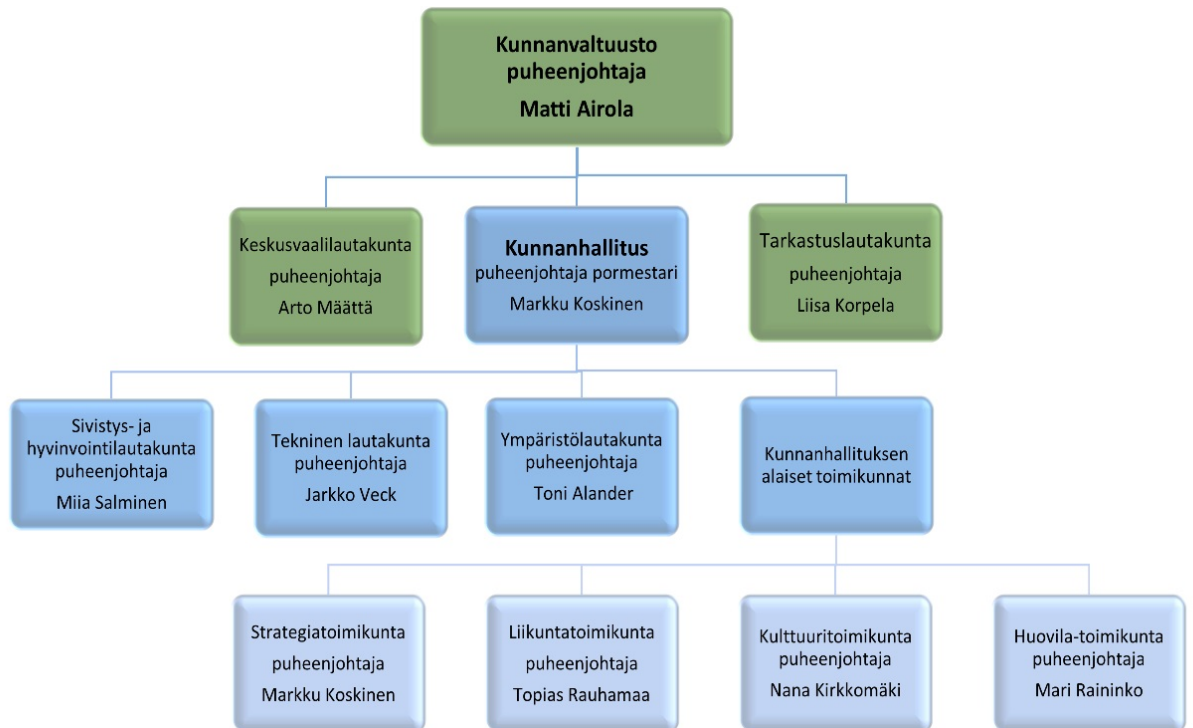 Kunnanvaltuusto
puheenjohtaja
Matti Airola
Keskusvaalilautakunta
puheenjohtaja
Arto Määttä
Kunnanhallitus
puheenjohtaja pormestari
Markku Koskinen
Tarkastuslautakunta
puheenjohtaja
Liisa Korpela
Sivistys- ja
hyvinvointilautakunta
puheenjohtaja
Miia Salminen
Tekninen lautakunta
puheenjohtaja
Jarkko Veck
Ympäristölautakunta
puheenjohtaja
Toni Alander
Kunnanhallituksen
alaiset toimikunnat
Strategiatoimikunta
puheenjohtaja
Markku Koskinen
Liikuntatoimikunta
puheenjohtaja
Topias Rauhamaa
Kulttuuritoimikunta
puheenjohtaja
Nana Kirkkomäki
Huovila-toimikunta
puheenjohtaja
Mari Raininko